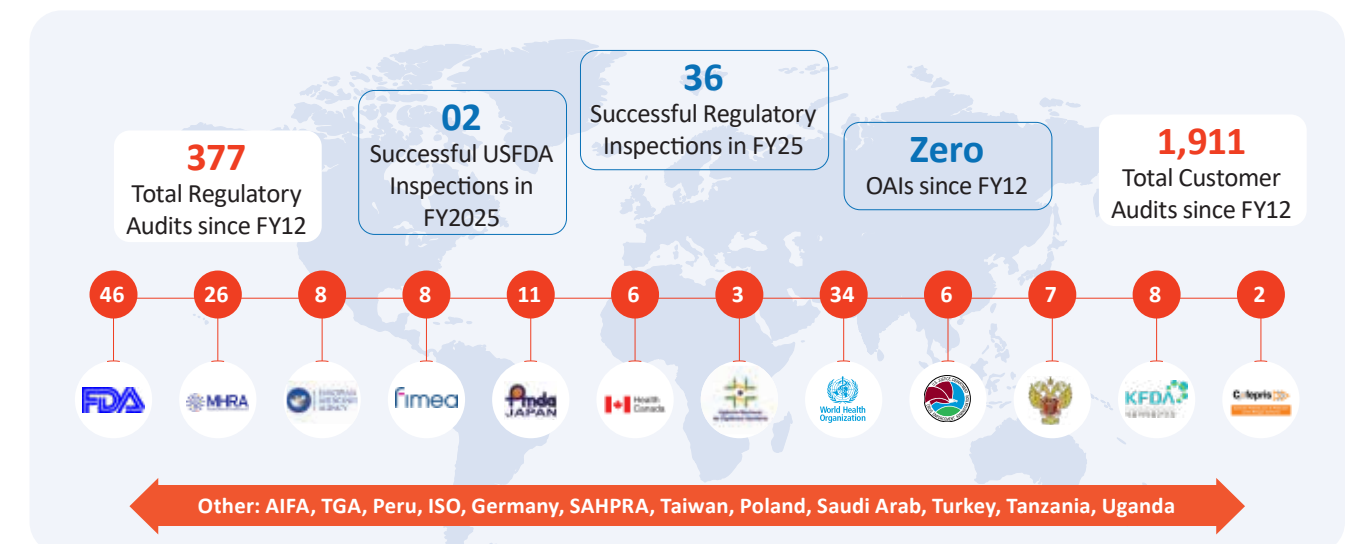 377
Total Regulatory
Audits since FY12
02
Successful USFDA
Inspections in
FY2025
36
Successful Regulatory
Inspections in FY25
Zero
OAIs since FY12
1,911
Total Customer
Audits since FY12
46 26 8 8 11 6 3 34 6 7 8 2
FDA
MHRA
EUROPEAN
MEDICINES
AGENCY
fimea
Pmda
JAPAN
Health
Canada
World Health
Organization
KFDA
Cofepris
Other: AIFA, TGA, Peru, ISO, Germany, SAHPRA, Taiwan, Poland, Saudi Arab, Turkey, Tanzania, Uganda